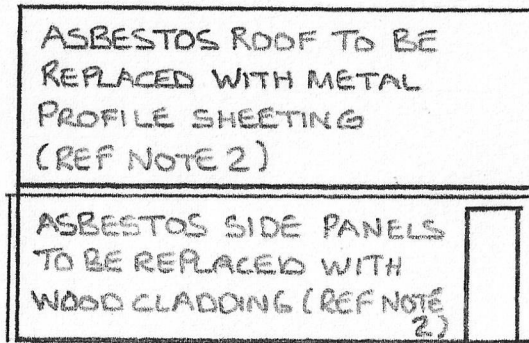 ASBESTOS ROOF TO BE
REPLACED WITH METAL
PROFILE SHEETING
(REF NOTE 2)
ASBESTOS SIDE PANELS
TO BE REPLACED WITH
WOOD CLADDING (REF NOTE
2)